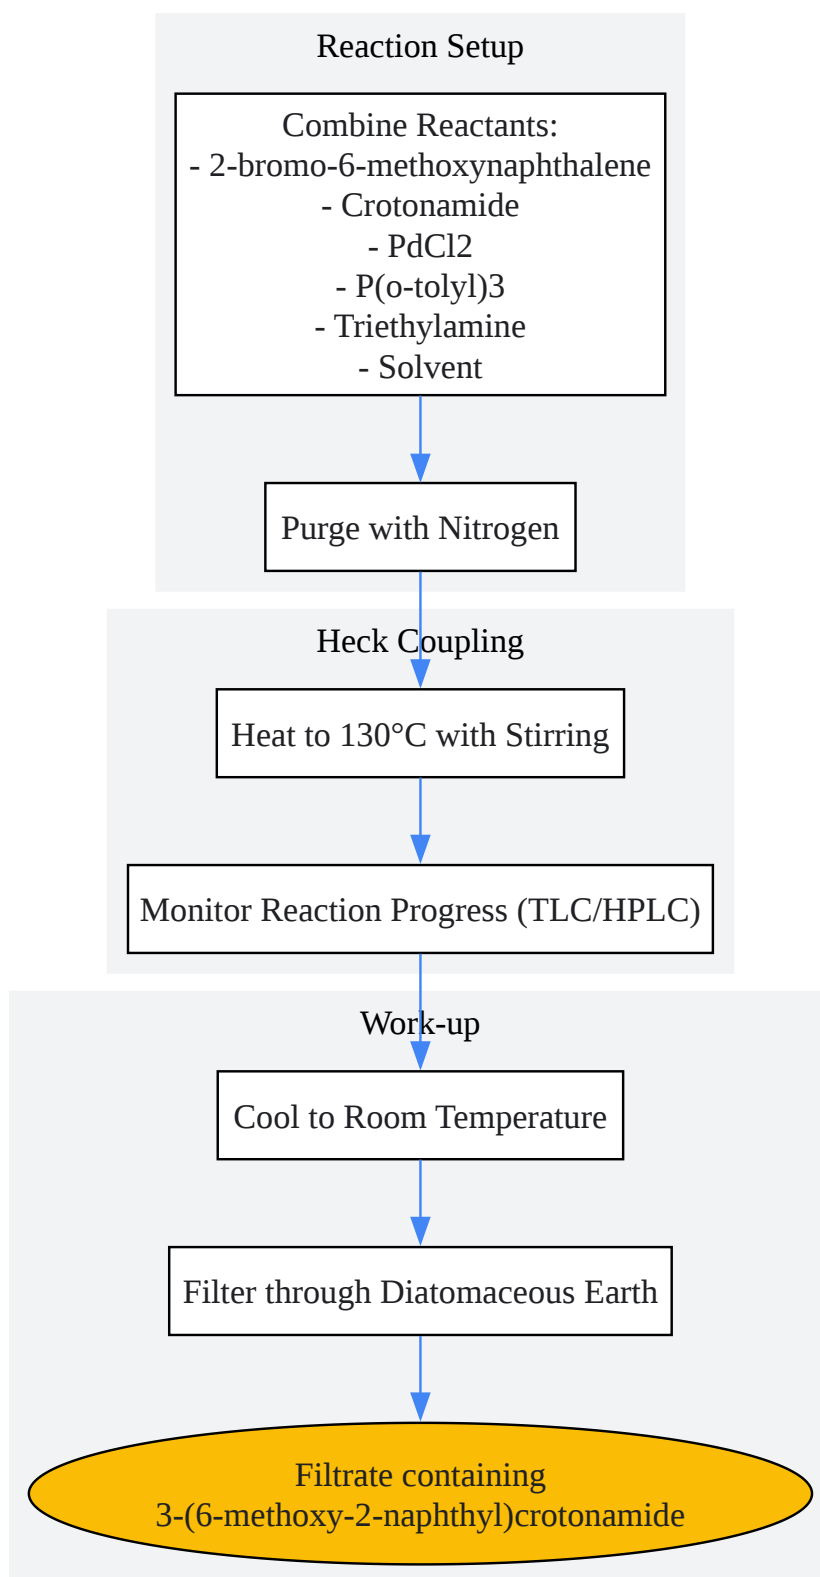 Reaction Setup
Combine Reactants:
- 2-bromo-6-methoxynaphthalene
- Crotonamide
- PdCl2
- P(o-tolyl)3
- Triethylamine
- Solvent
Purge with Nitrogen
Heck Coupling
Heat to 130°C with Stirring
Monitor Reaction Progress (TLC/HPLC)
Work-up
Cool to Room Temperature
Filter through Diatomaceous Earth
Filtrate containing
3-(6-methoxy-2-naphthyl)crotonamide